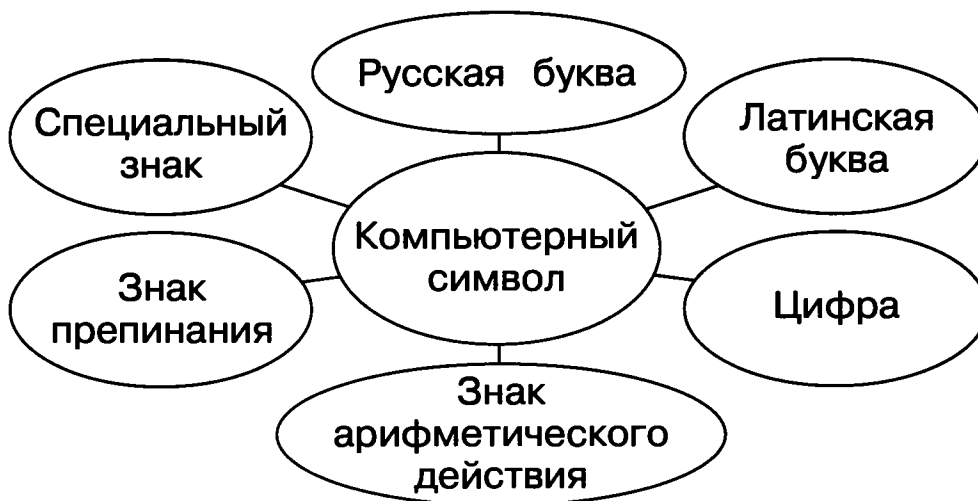 Русская буква
Специальный
знак
Латинская
буква
Компьютерный
символ
Знак
препинания
Цифра
Знак
арифметического
действия